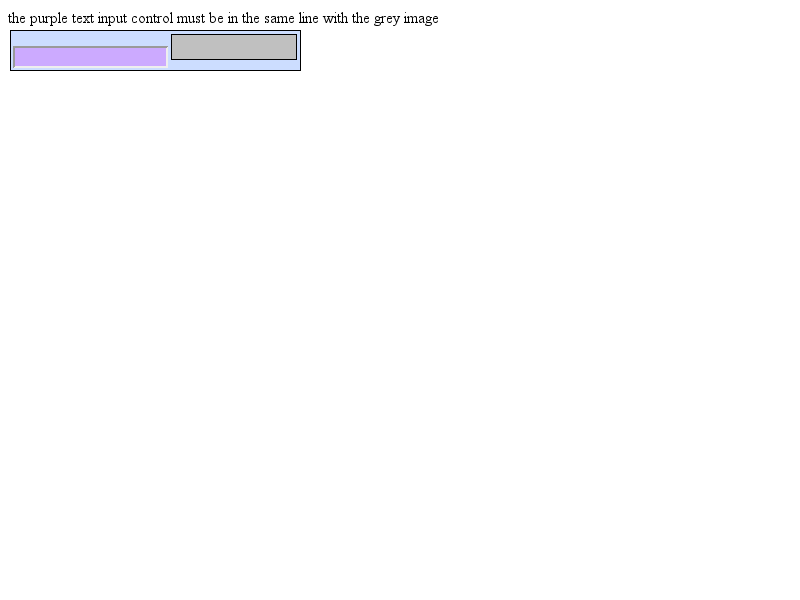 the purple text input control must be in the same line with the grey image